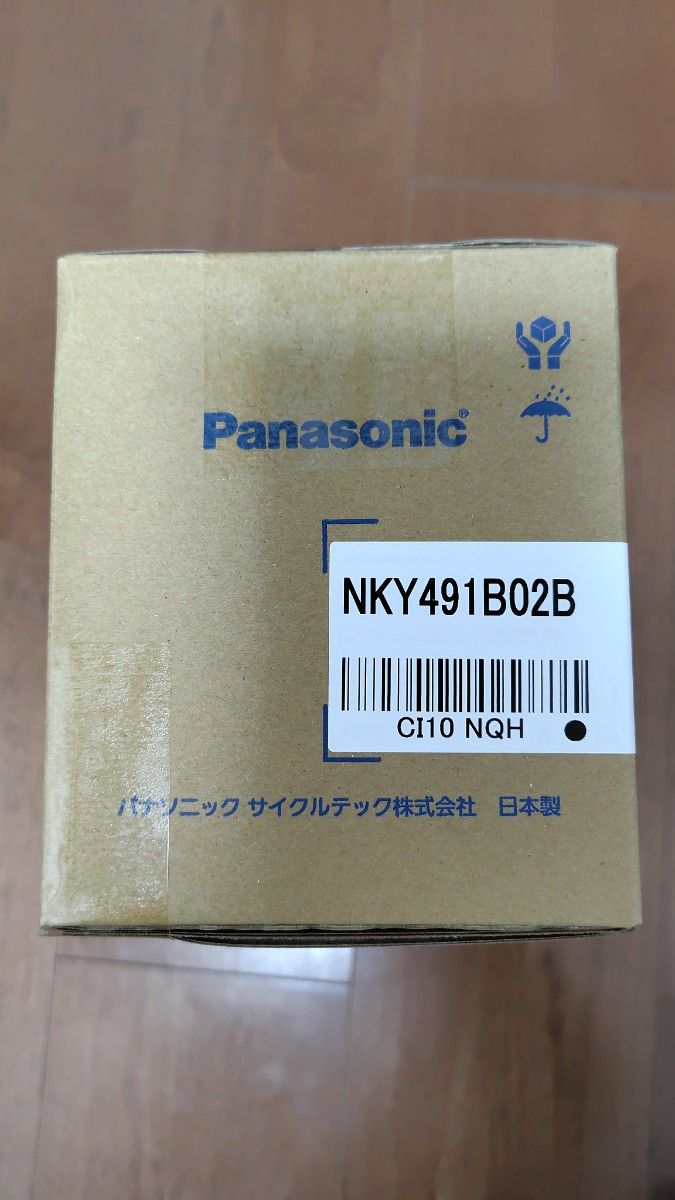 Panasonic®
NKY491B02B
CI10 NQH
パナソニック サイクルテック株式会社 日本製